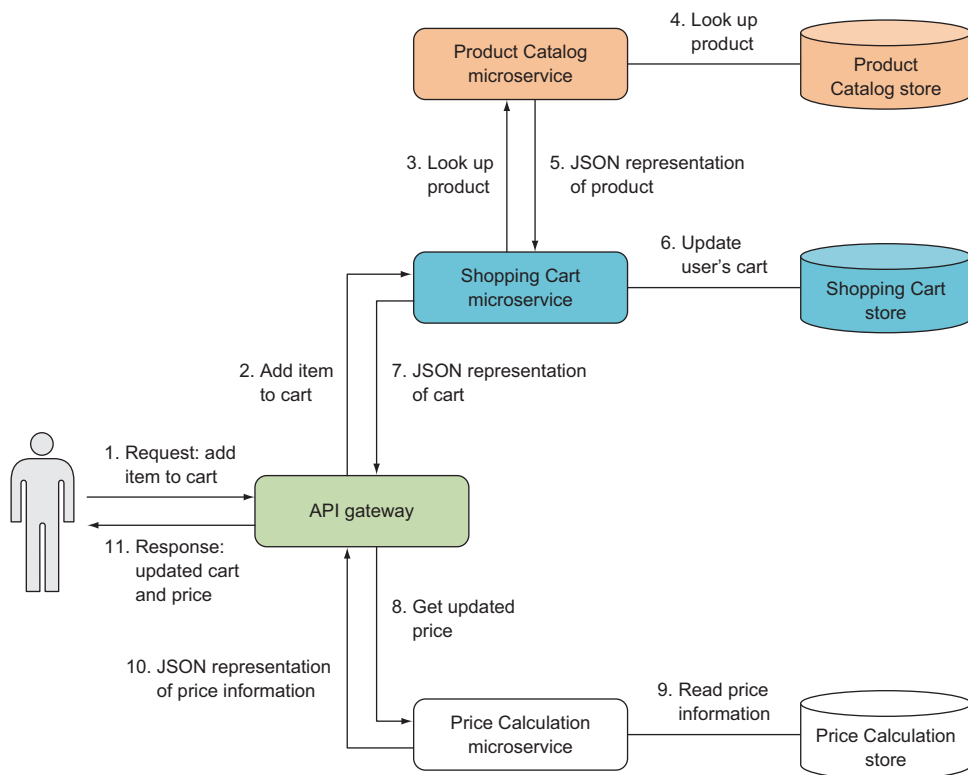 4. Look up
product
Product Catalog
microservice
Product
Catalog store
3. Look up
product
5. JSON representation
of product
6. Update
user's cart
Shopping Cart
microservice
Shopping Cart
store
2. Add item
to cart
7. JSON representation
of cart
1. Request: add
item to cart
API gateway
11. Response:
updated cart
and price
8. Get updated
price
10. JSON representation
of price information
9. Read price
information
Price Calculation
microservice
Price Calculation
store